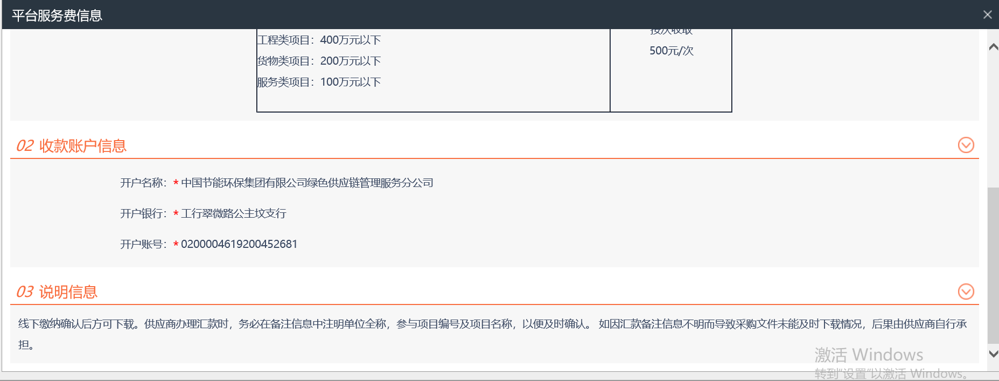 平台服务费信息
按次收取
工程类项目：400万元以下
500元/次
货物类项目：200万元以下
服务类项目：100万元以下
02 收款账户信息
开户名称：* 中国节能环保集团有限公司绿色供应链管理服务分公司
开户银行：* 工行翠微路公主坟支行
开户账号：* 0200004619200452681
03 说明信息
线下缴纳确认后方可下载。供应商办理汇款时，务必在备注信息中注明单位全称，参与项目编号及项目名称，以便及时确认。 如因汇款备注信息不明而导致采购文件未能及时下载情况，后果由供应商自行承
担。
激活 Windows
转到“设置”以激活 Windows。